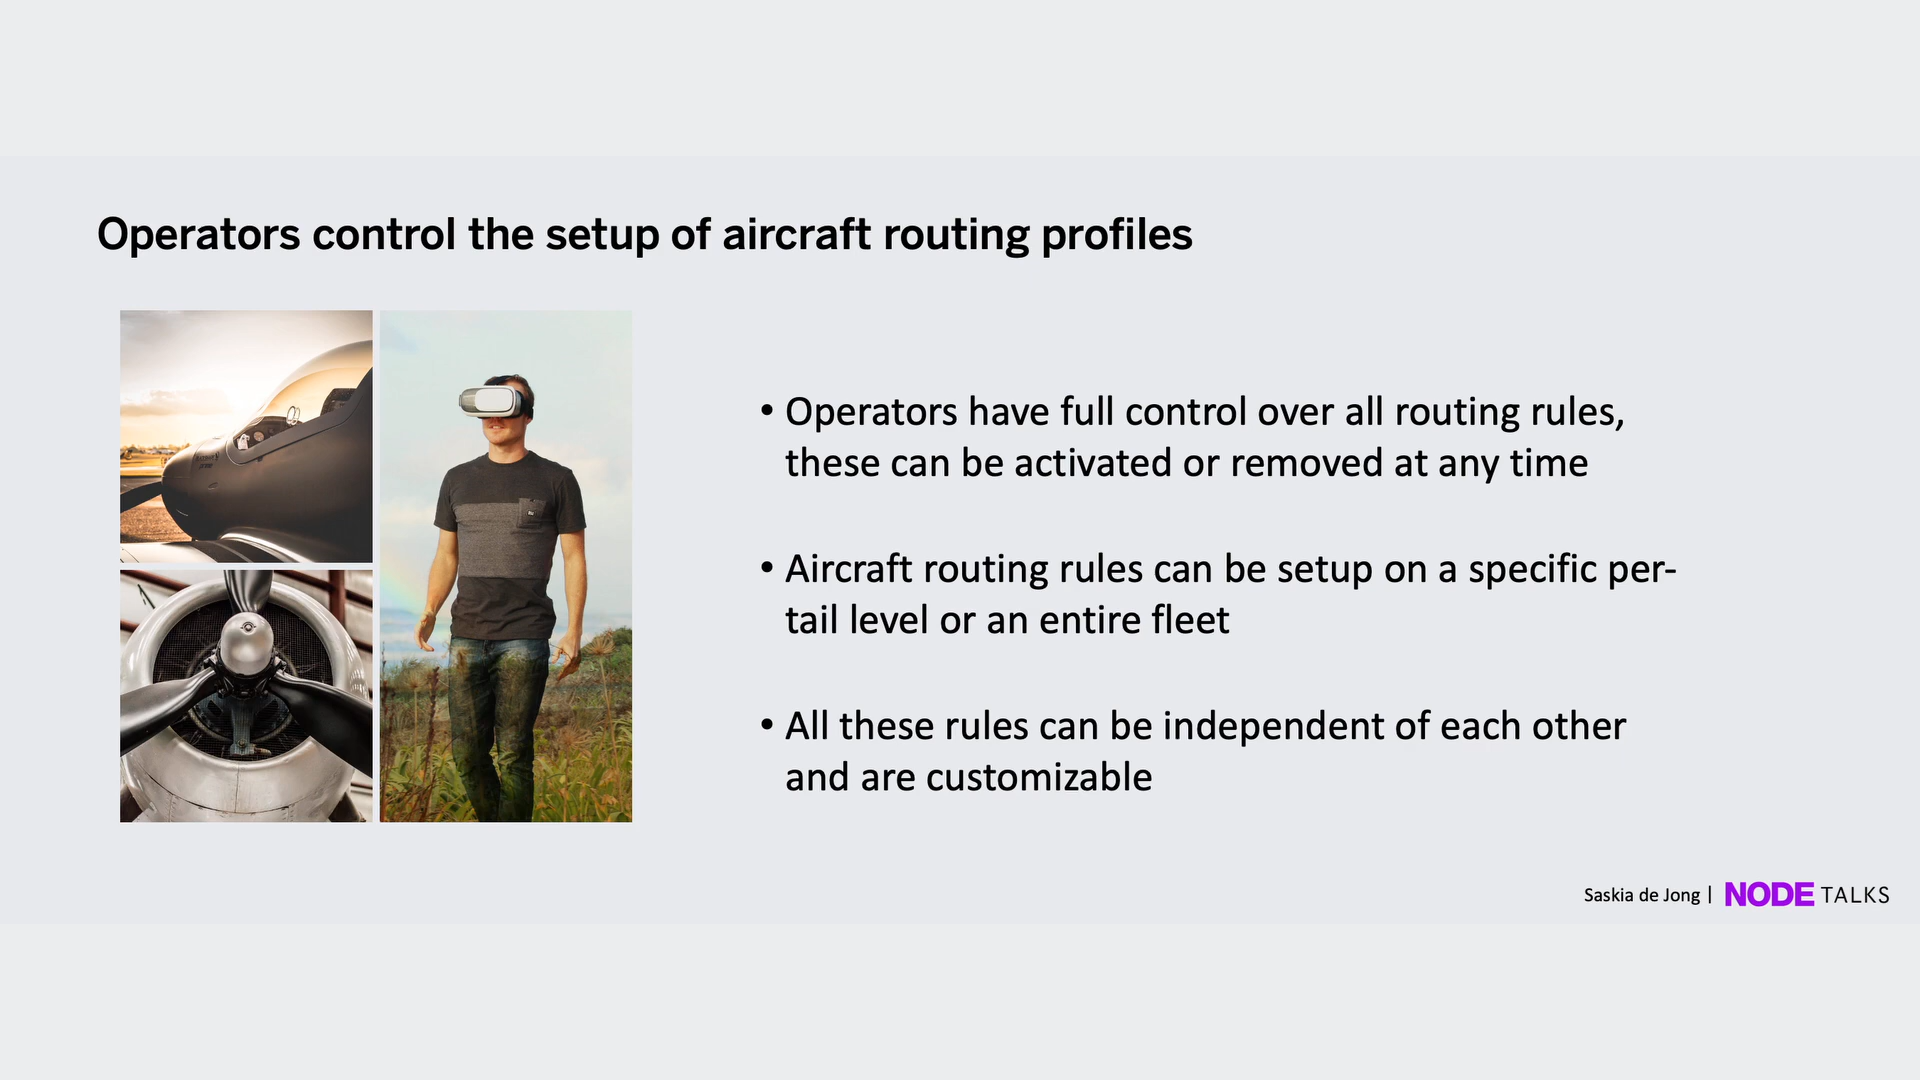 Operators control the setup of aircraft routing profiles
• Operators have full control over all routing rules,
these can be activated or removed at any time
• Aircraft routing rules can be setup on a specific per-
tail level or an entire fleet
• All these rules can be independent of each other
and are customizable
Saskia de Jong | NODE TALKS